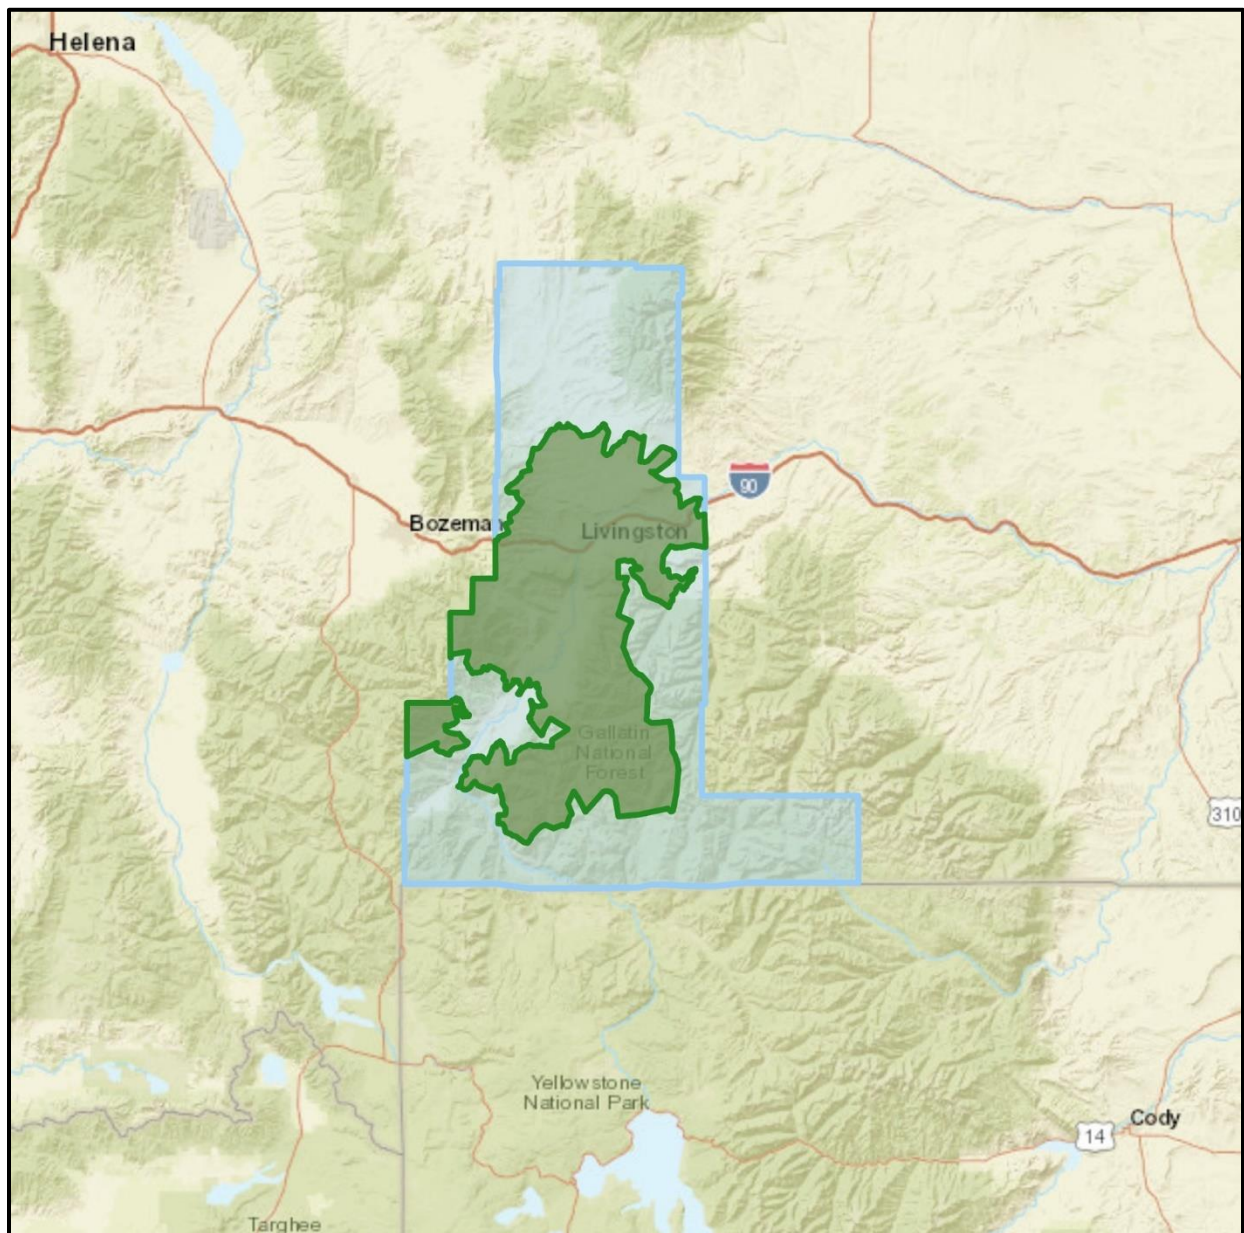 Helena
90
Bozeman
Livingston
Gallatin
National
Forest
310
Yellowstone
National Park
Cody
14
Targhee